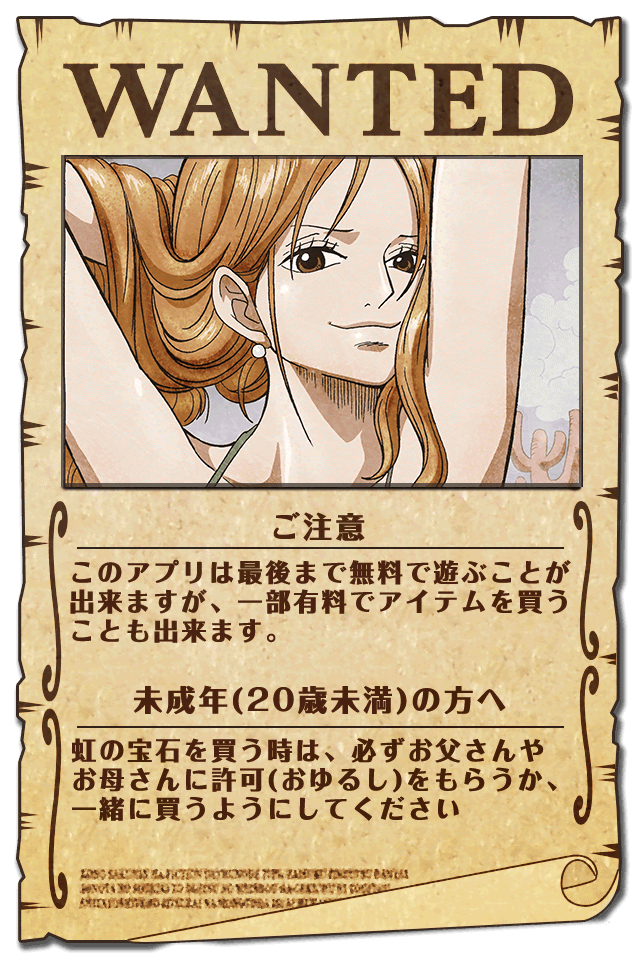 WANTED
ご注意
このアプリは最後まで無料で遊ぶことが
出来ますが、一部有料でアイテムを買う
ことも出来ます。
未成年(20歳未満)の方へ
虹の宝石を買う時は、必ずお父さんや
お母さんに許可(おゆるし)をもらうか、
一緒に買うようにしてください